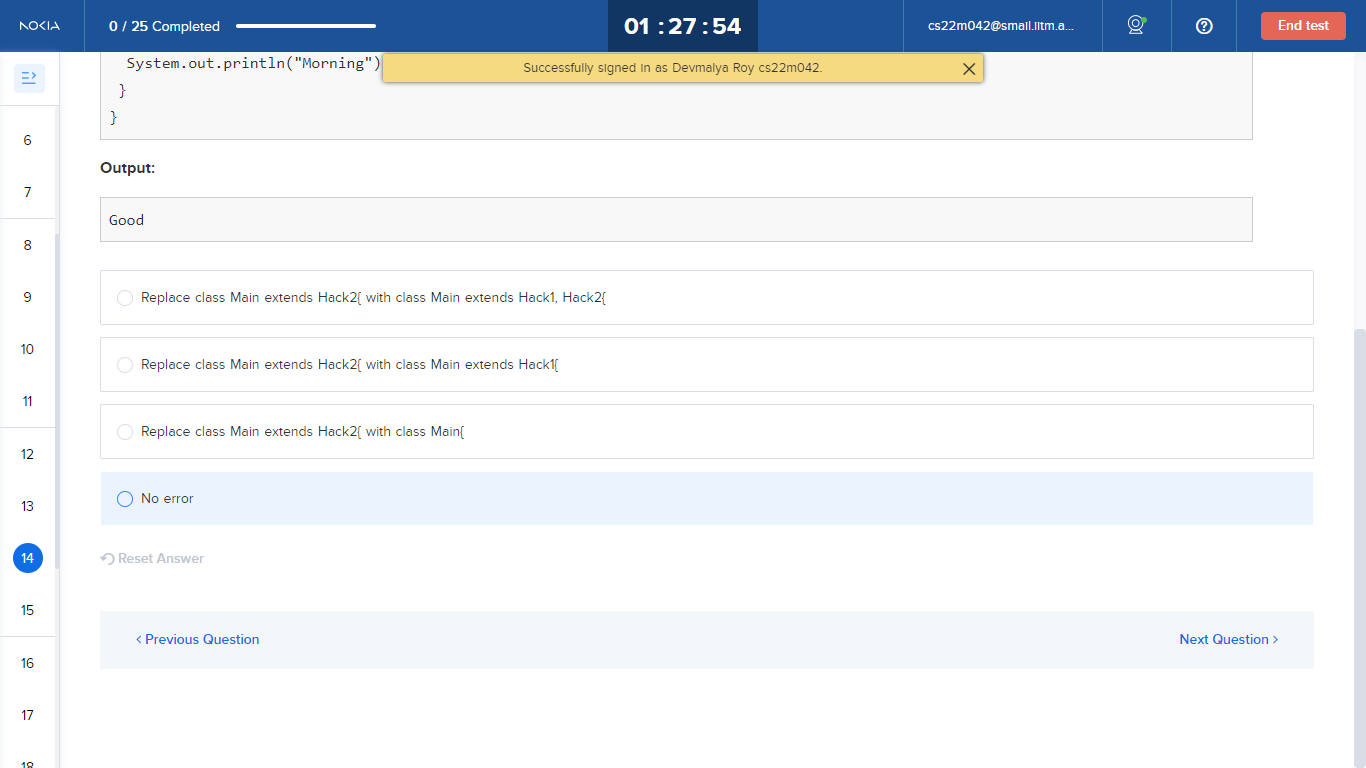 NOKIA
0 / 25 Completed
01 : 27 : 54
cs22m042@smail.iitm.a...
End test
System.out.println("Morning")
Successfully signed in as Devmalya Roy cs22m042.
}
}
6
7
8
9
10
11
12
13
14
15
16
17
18
Output:
Good
Replace class Main extends Hack2{ with class Main extends Hack1, Hack2{
Replace class Main extends Hack2{ with class Main extends Hack1{
Replace class Main extends Hack2{ with class Main{
No error
Reset Answer
< Previous Question
Next Question >